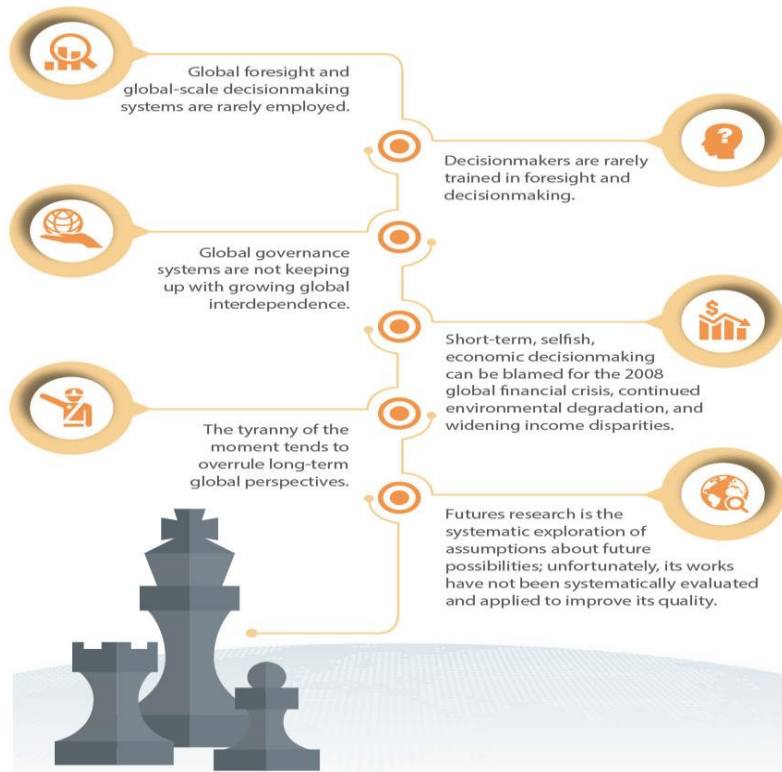 Global foresight and
global-scale decisionmaking
systems are rarely employed.
?
Decisionmakers are rarely
trained in foresight and
decisionmaking.
Global governance
systems are not keeping
up with growing global
interdependence.
$
Short-term, selfish,
economic decisionmaking
can be blamed for the 2008
global financial crisis, continued
environmental degradation, and
widening income disparities.
The tyranny of the
moment tends to
overrule long-term
global perspectives.
Futures research is the
systematic exploration of
assumptions about future
possibilities; unfortunately, its works
have not been systematically evaluated
and applied to improve its quality.